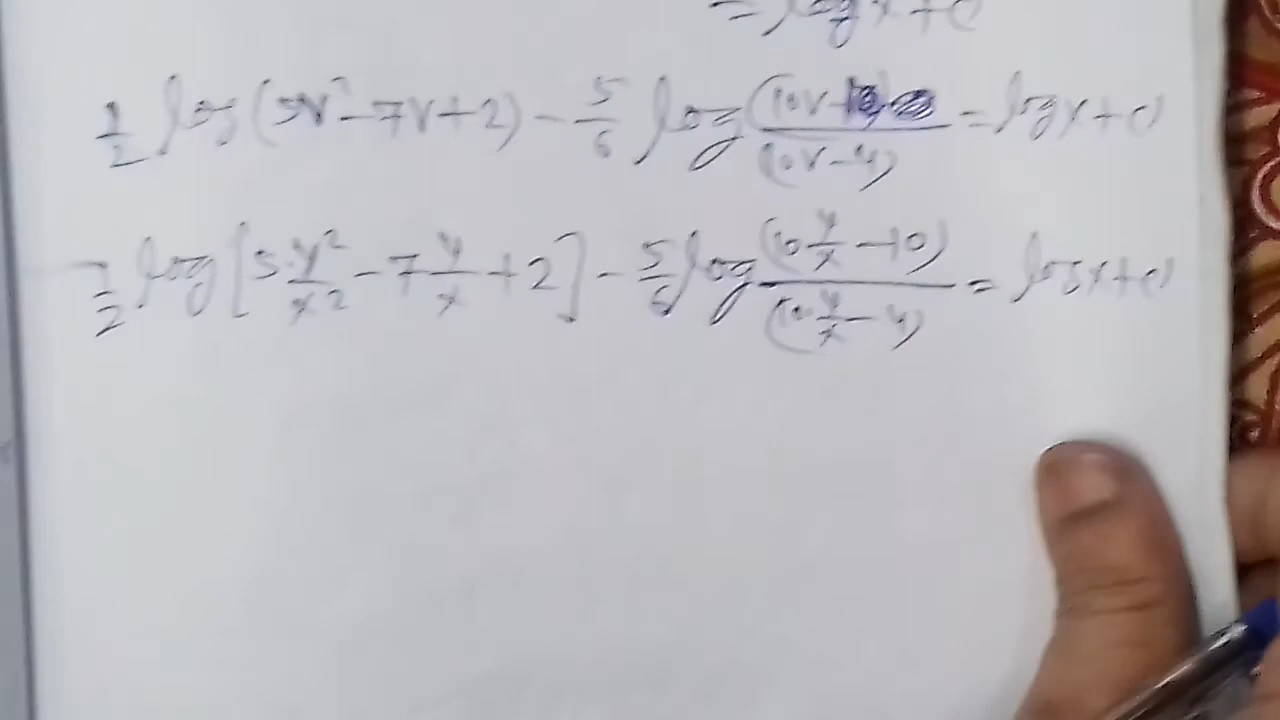 = log x + c
1/2 log (5v² - 7v + 2) - 5/6 log (10v - 10)/(10v - 4) = log x + c
1/2 log [5 y²/x² - 7 y/x + 2] - 5/6 log (10 y/x - 10)/(10 y/x - 4) = log x + c